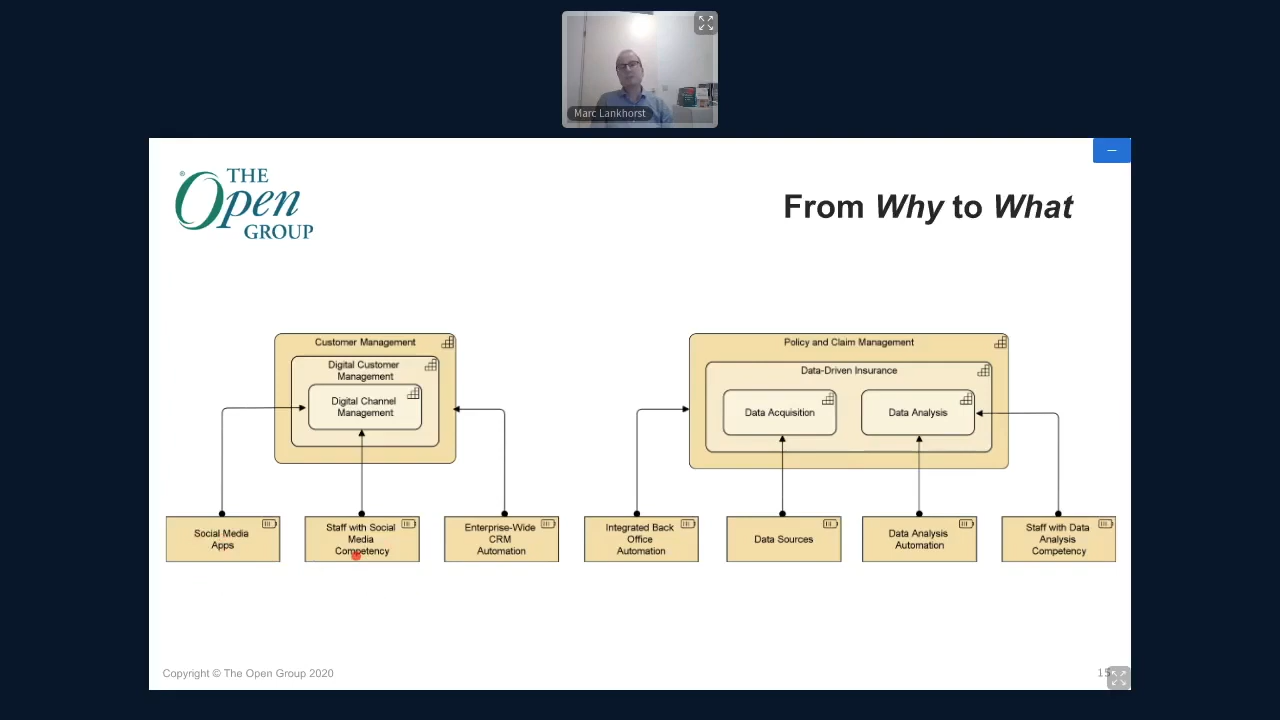 Marc Lankhorst
THE
Open
GROUP
From Why to What
Customer Management
Digital Customer
Management
Digital Channel
Management
Policy and Claim Management
Data-Driven Insurance
Data Acquisition
Data Analysis
Social Media
Apps
Staff with Social
Media
Competency
Enterprise-Wide
CRM
Automation
Integrated Back
Office
Automation
Data Sources
Data Analysis
Automation
Staff with Data
Analysis
Competency
Copyright © The Open Group 2020
15